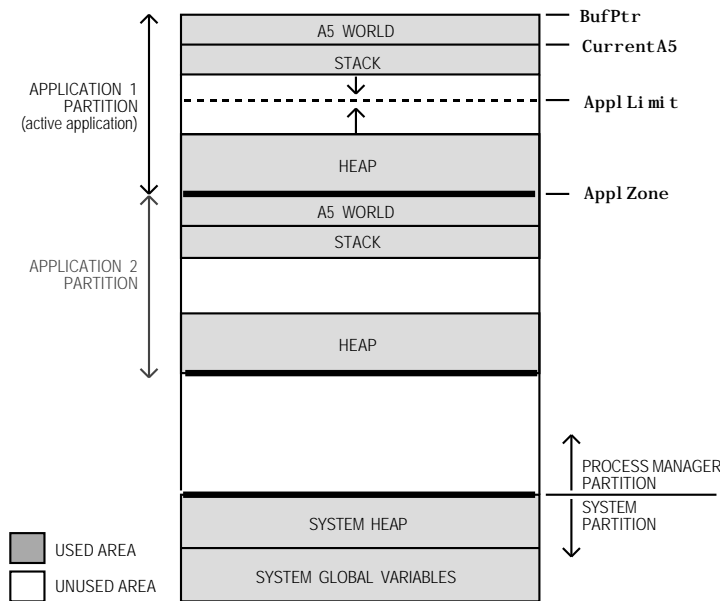 BufPtr
A5 WORLD
CurrentA5
STACK
APPLICATION 1
PARTITION
(active application)
ApplLimit
HEAP
ApplZone
A5 WORLD
STACK
APPLICATION 2
PARTITION
HEAP
PROCESS MANAGER
PARTITION
SYSTEM
PARTITION
SYSTEM HEAP
USED AREA
UNUSED AREA
SYSTEM GLOBAL VARIABLES